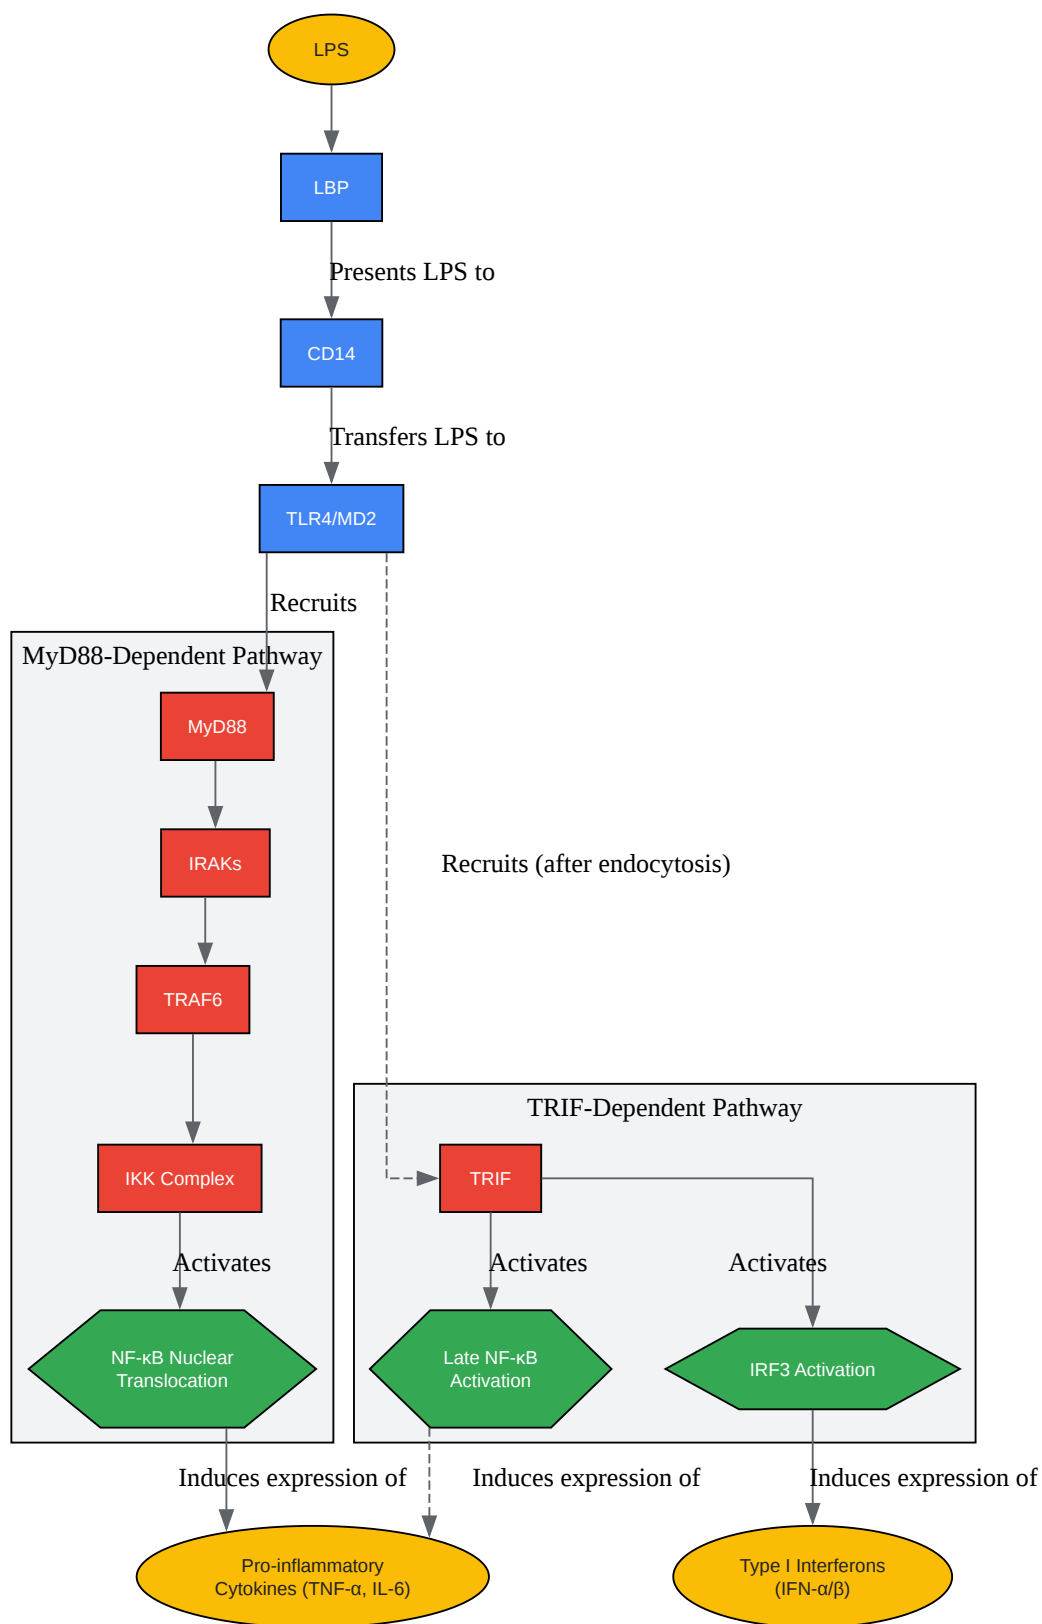 LPS
LBP
Presents LPS to
CD14
Transfers LPS to
TLR4/MD2
Recruits
MyD88-Dependent Pathway
MyD88
IRAKs
Recruits (after endocytosis)
TRAF6
TRIF-Dependent Pathway
IKK Complex
TRIF
Activates
Activates
Activates
NF-κB Nuclear
Translocation
Late NF-κB
Activation
IRF3 Activation
Induces expression of
Induces expression of
Induces expression of
Pro-inflammatory
Cytokines (TNF-α, IL-6)
Type I Interferons
(IFN-α/β)